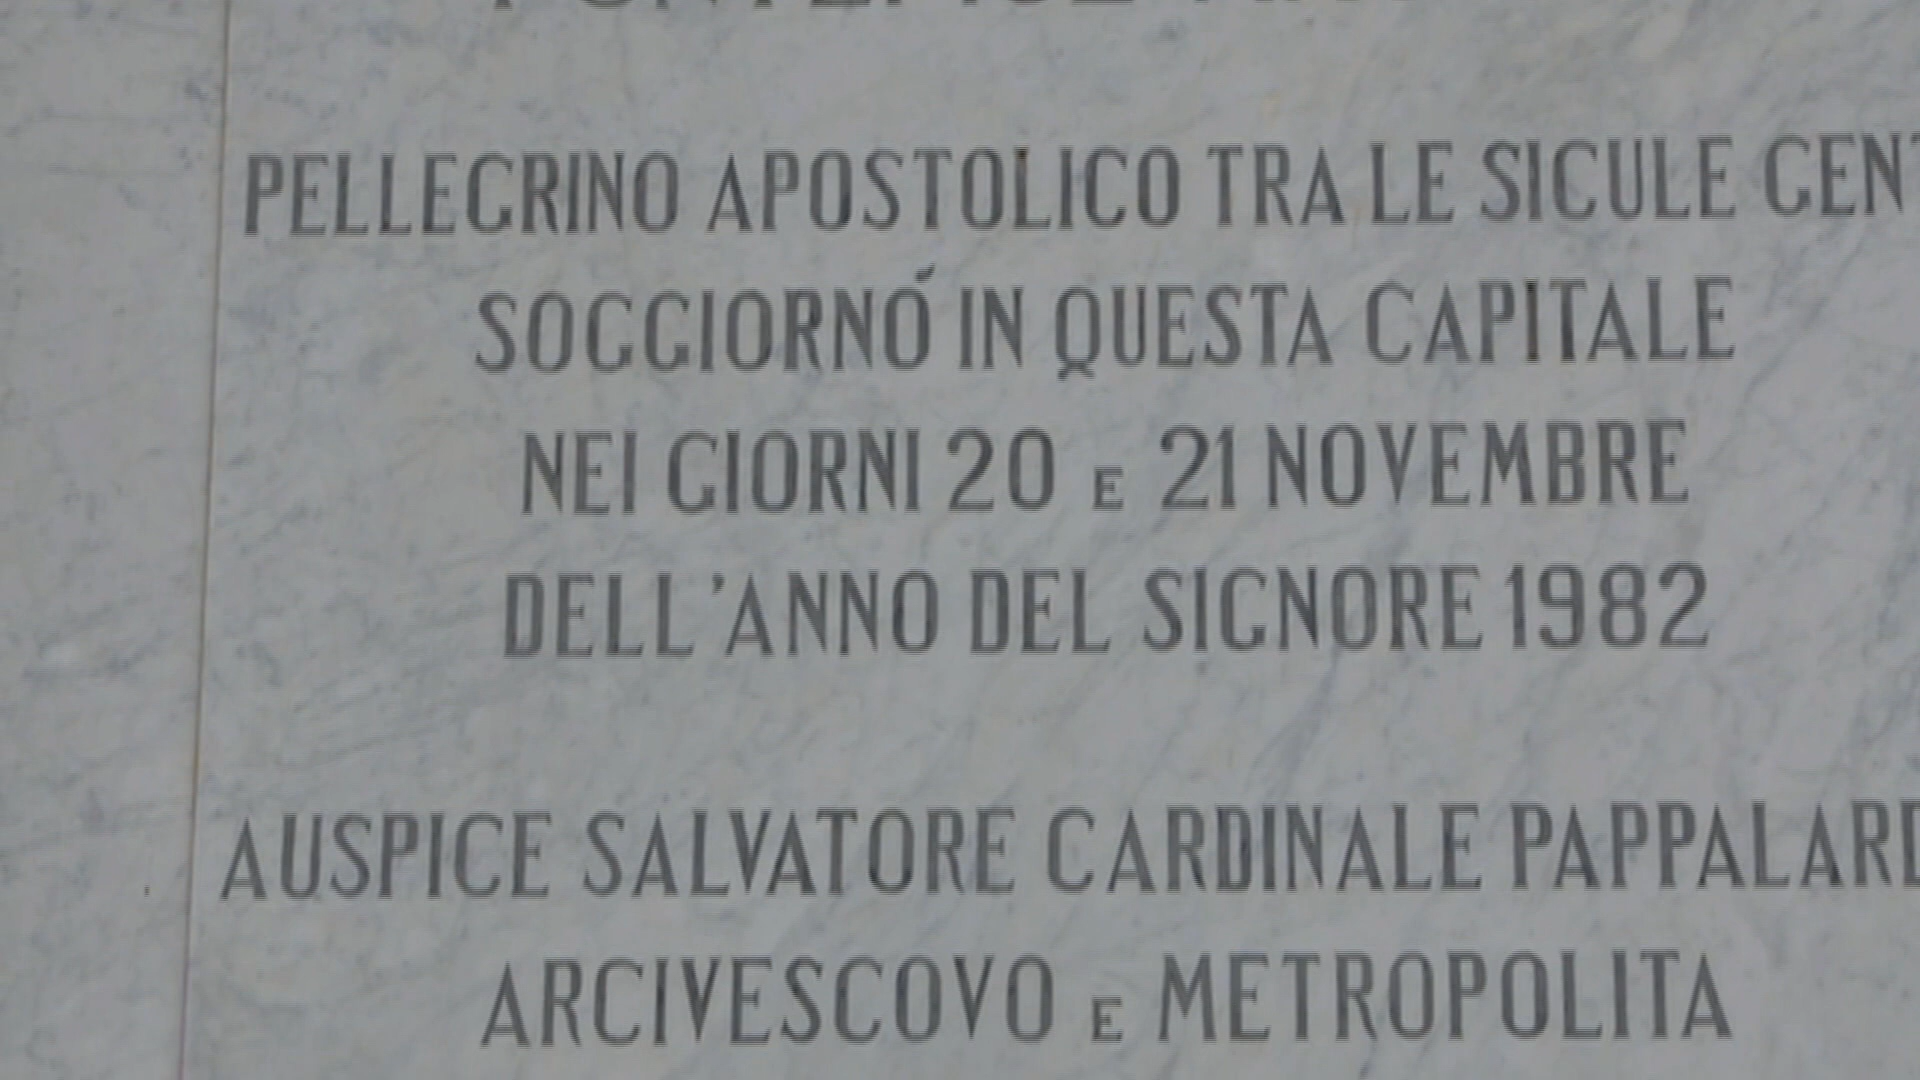 PELLEGRINO APOSTOLICO TRA LE SICULE
SOGGIORNÓ IN QUESTA CAPITALE
NEI GIORNI 20 E 21 NOVEMBRE
DELL'ANNO DEL SIGNORE 1982
AUSPICE SALVATORE CARDINALE
ARCIVESCOVO E METROPOLITA